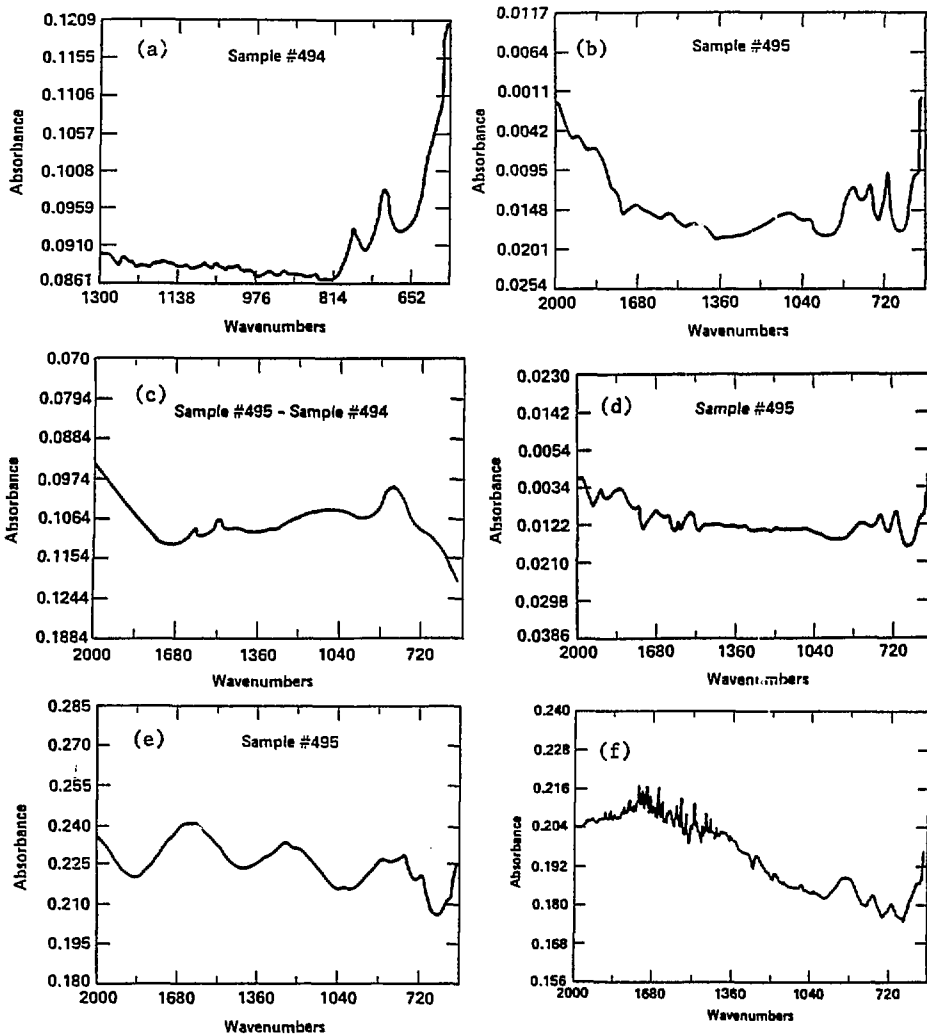 (a)
Sample #494
Absorbance
0.1209
0.1155
0.1106
0.1057
0.1008
0.0959
0.0910
0.0861
1300 1138 976 814 652
Wavenumbers
(b)
Sample #495
Absorbance
0.0117
0.0064
0.0011
0.0042
0.0095
0.0148
0.0201
0.0254
2000 1680 1360 1040 720
Wavenumbers
(c)
Sample #495 - Sample #494
Absorbance
0.070
0.0794
0.0884
0.0974
0.1064
0.1154
0.1244
0.1884
2000 1680 1360 1040 720
Wavenumbers
(d)
Sample #495
Absorbance
0.0230
0.0142
0.0054
0.0034
0.0122
0.0210
0.0298
0.0386
2000 1680 1360 1040 720
Wavenumbers
(e)
Sample #495
Absorbance
0.285
0.270
0.255
0.240
0.225
0.210
0.195
0.180
2000 1680 1360 1040 720
Wavenumbers
(f)
Absorbance
0.240
0.228
0.216
0.204
0.192
0.180
0.168
0.156
2000 1680 1360 1040 720
Wavenumbers